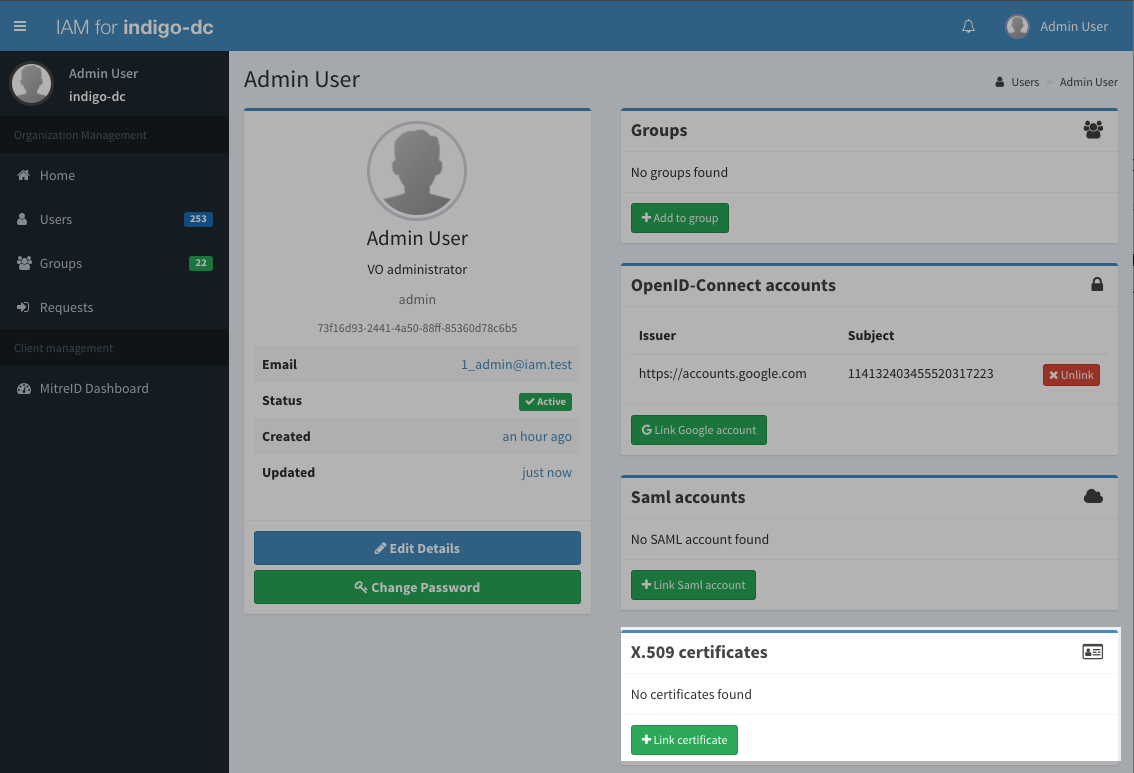 IAM for indigo-dc
Admin User
Admin User
indigo-dc
Organization Management
Home
Users 253
Groups 22
Requests
Client management
MitreID Dashboard
Admin User
Users > Admin User
Admin User
VO administrator
admin
73f16d93-2441-4a50-88ff-85360d78c6b5
Email 1_admin@iam.test
Status Active
Created an hour ago
Updated just now
Edit Details
Change Password
Groups
No groups found
Add to group
OpenID-Connect accounts
Issuer Subject
https://accounts.google.com 114132403455520317223 Unlink
G Link Google account
Saml accounts
No SAML account found
Link Saml account
X.509 certificates
No certificates found
Link certificate